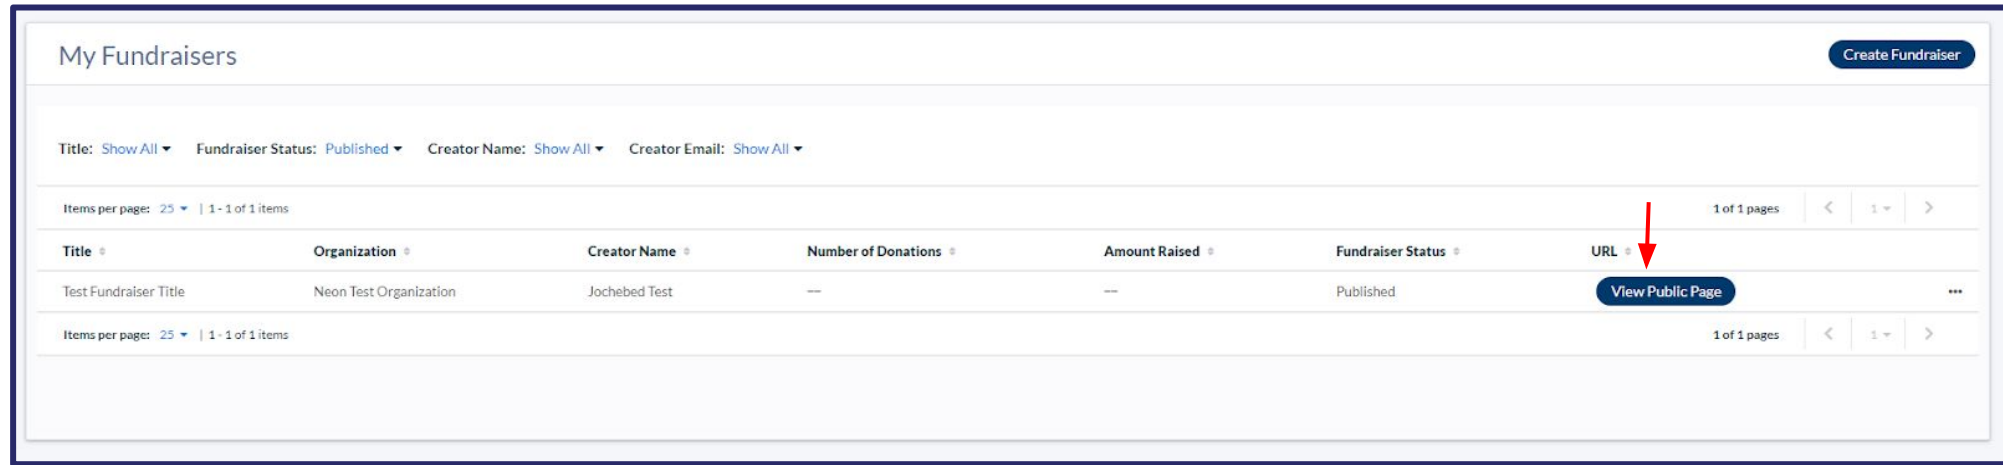 My Fundraisers
Create Fundraiser
Title: Show All Fundraiser Status: Published Creator Name: Show All Creator Email: Show All
Items per page: 25 | 1 - 1 of 1 items 1 of 1 pages 1
Title Organization Creator Name Number of Donations Amount Raised Fundraiser Status URL
Test Fundraiser Title Neon Test Organization Jochebed Test — — Published View Public Page •••
Items per page: 25 | 1 - 1 of 1 items 1 of 1 pages 1